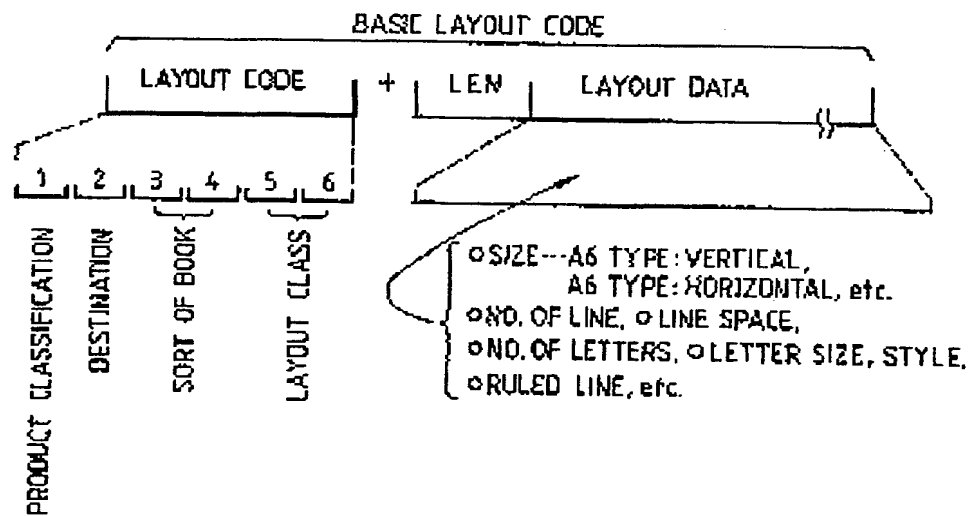 BASIC LAYOUT CODE
LAYOUT CODE + LEN LAYOUT DATA
1 2 3 4 5 6
PRODUCT CLASSIFICATION
DESTINATION
SORT OF BOOK
LAYOUT CLASS
○SIZE---A6 TYPE: VERTICAL,
A6 TYPE: HORIZONTAL, etc.
○NO. OF LINE, ○LINE SPACE,
○NO. OF LETTERS, ○LETTER SIZE, STYLE,
○RULED LINE, etc.